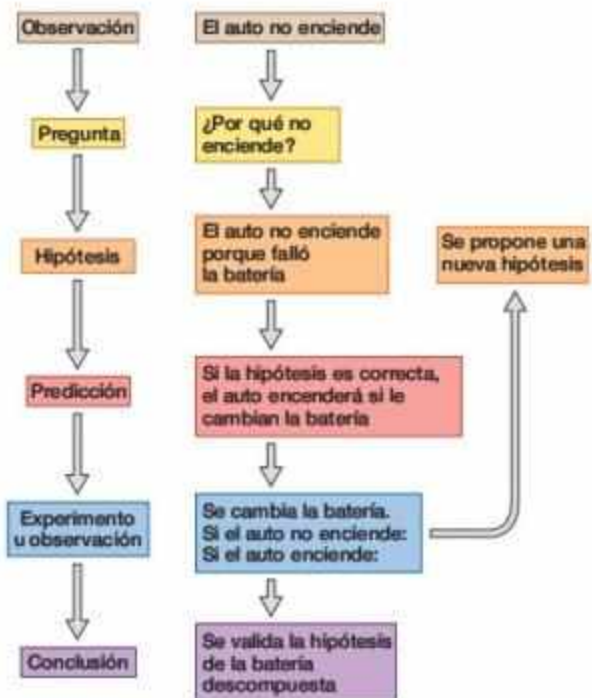 Observación
El auto no enciende
Pregunta
¿Por qué no
enciende?
Hipótesis
El auto no enciende
porque falló
la batería
Se propone una
nueva hipótesis
Predicción
Si la hipótesis es correcta,
el auto encenderá si le
cambian la batería
Experimento
u observación
Se cambia la batería.
Si el auto no enciende:
Si el auto enciende:
Conclusión
Se valida la hipótesis
de la batería
descompuesta